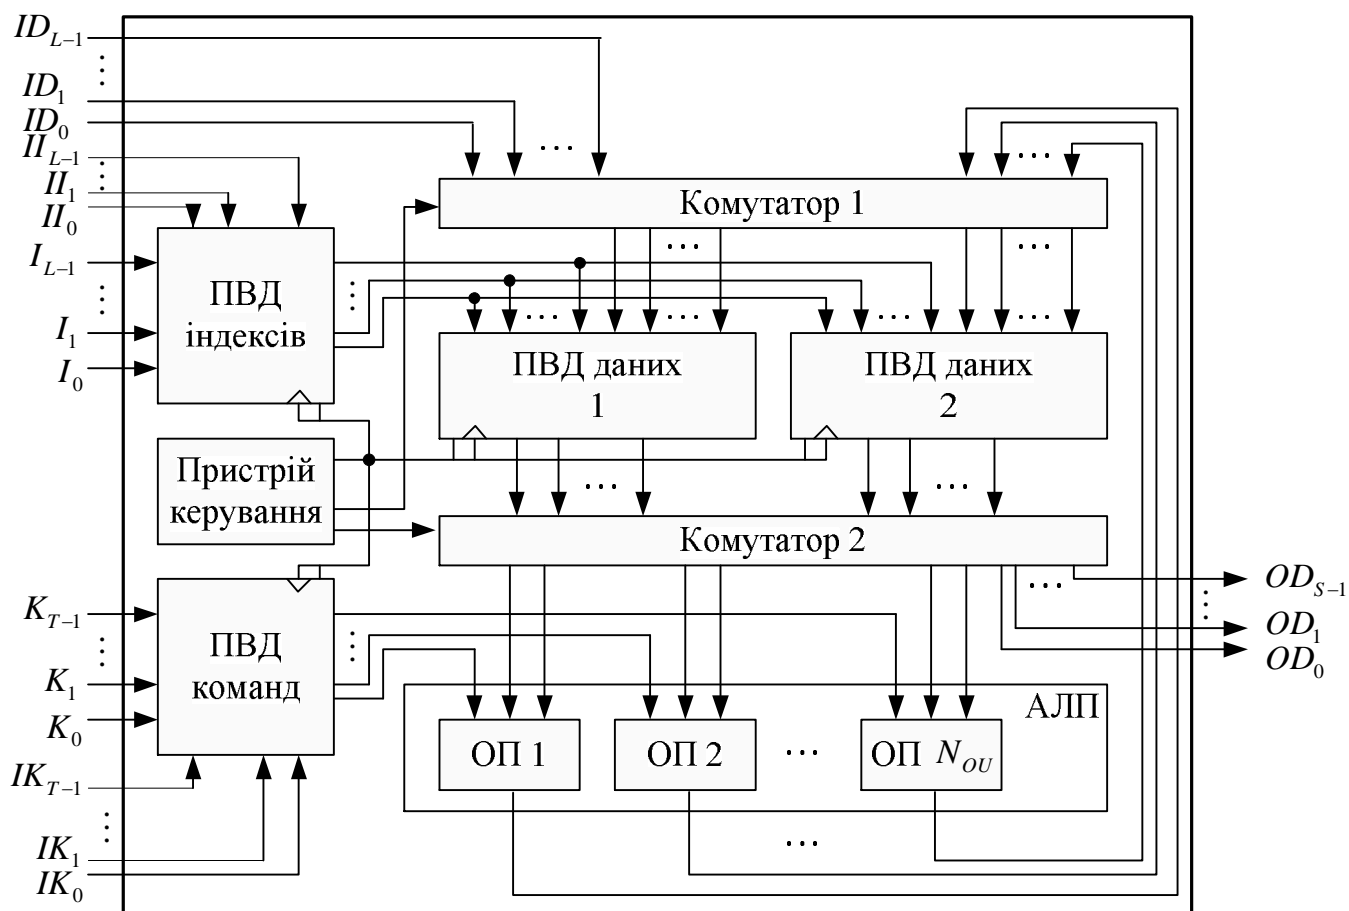 ID_{L-1}
⋮
ID_1
ID_0
II_{L-1}
⋮
II_1
II_0
I_{L-1}
⋮
I_1
I_0
ПВД
індексів
Пристрій
керування
K_{T-1}
⋮
K_1
K_0
ПВД
команд
IK_{T-1}
⋮
IK_1
IK_0
Комутатор 1
ПВД даних
1
ПВД даних
2
Комутатор 2
АЛП
ОП 1
ОП 2
...
ОП N_{OU}
OD_{S-1}
⋮
OD_1
OD_0